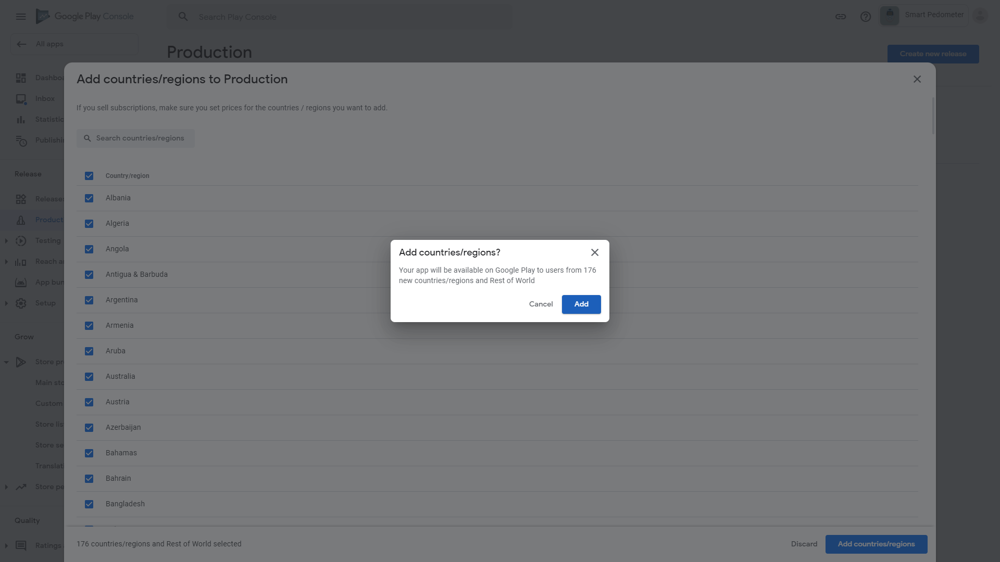 Google Play Console
Search Play Console
Smart Pedometer
All apps
Production
Create new release
Dashboa
Inbox
Statistic
Publishi
Release
Release
Product
Testing
Reach a
App bun
Setup
Grow
Store pr
Main sto
Custom
Store lis
Store se
Translat
Store pe
Quality
Ratings
Add countries/regions to Production
If you sell subscriptions, make sure you set prices for the countries / regions you want to add.
Search countries/regions
Country/region
Albania
Algeria
Angola
Antigua & Barbuda
Argentina
Armenia
Aruba
Australia
Austria
Azerbaijan
Bahamas
Bahrain
Bangladesh
Add countries/regions?
Your app will be available on Google Play to users from 176
new countries/regions and Rest of World
Cancel Add
176 countries/regions and Rest of World selected
Discard Add countries/regions